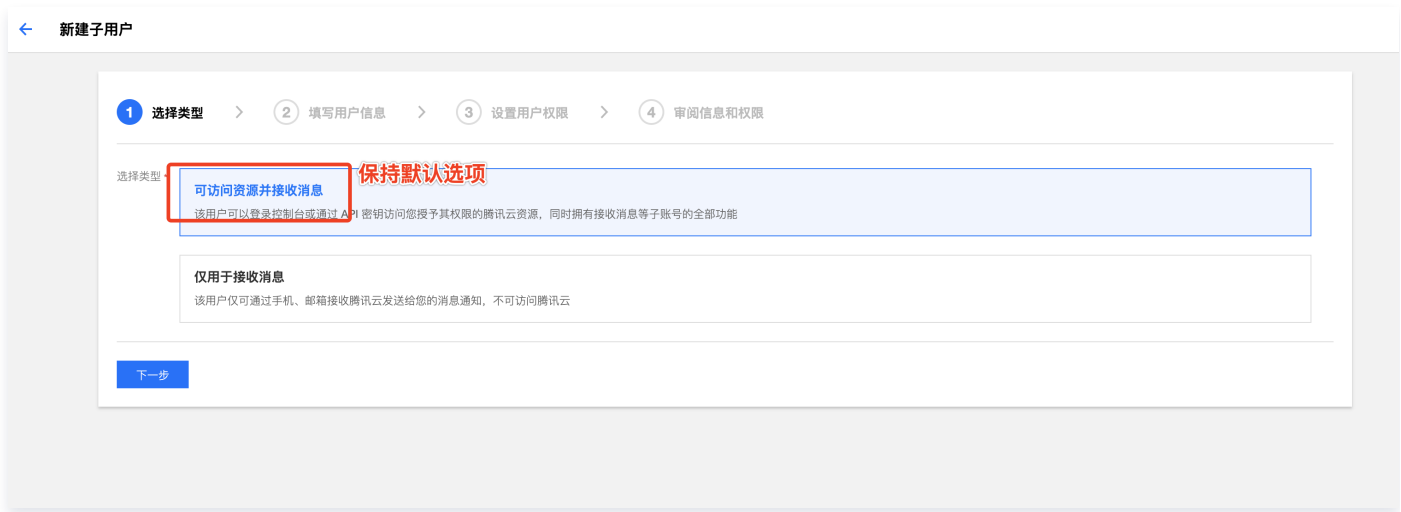 新建子用户
1 选择类型 > 2 填写用户信息 > 3 设置用户权限 > 4 审阅信息和权限
选择类型 *
可访问资源并接收消息
保持默认选项
该用户可以登录控制台或通过 API 密钥访问您授予其权限的腾讯云资源，同时拥有接收消息等子账号的全部功能
仅用于接收消息
该用户仅可通过手机、邮箱接收腾讯云发送给您的消息通知，不可访问腾讯云
下一步